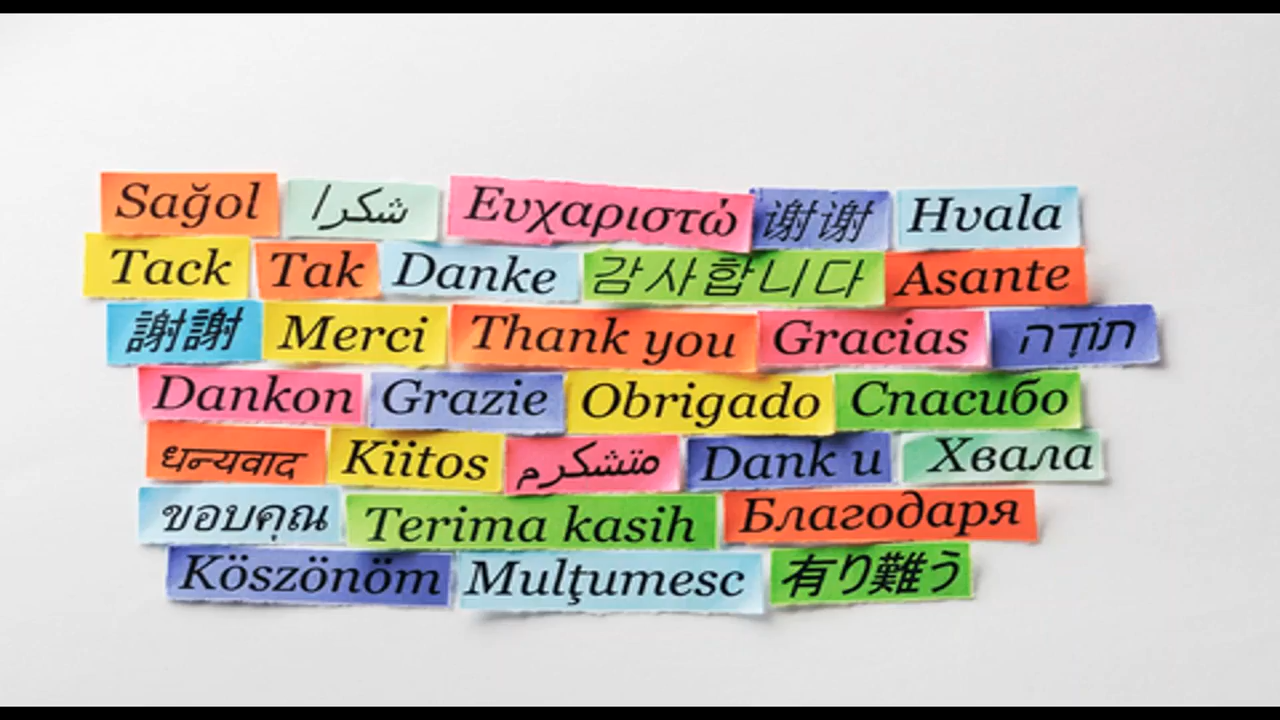 Sağol شكرا Ευχαριστώ 谢谢 Hvala
Tack Tak Danke 감사합니다 Asante
謝謝 Merci Thank you Gracias תוֹדָה
Dankon Grazie Obrigado Спасибо
धन्यवाद Kiitos متشكرم Dank u Хвала
ขอบคุณ Terima kasih Благодаря
Köszönöm Mulţumesc 有り難う